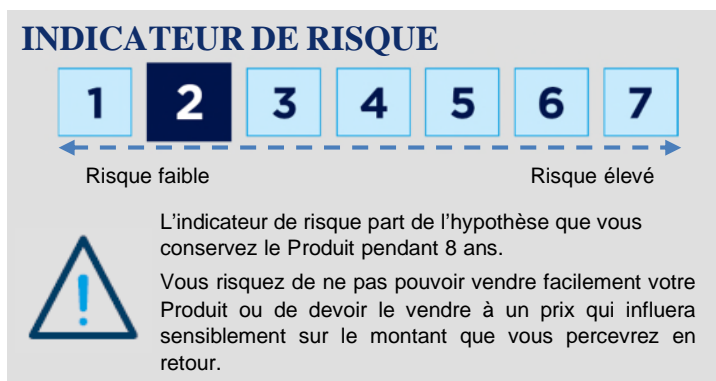 INDICATEUR DE RISQUE
1 2 3 4 5 6 7
Risque faible Risque élevé
L'indicateur de risque part de l'hypothèse que vous
conservez le Produit pendant 8 ans.
Vous risquez de ne pas pouvoir vendre facilement votre
Produit ou de devoir le vendre à un prix qui influera
sensiblement sur le montant que vous percevrez en
retour.